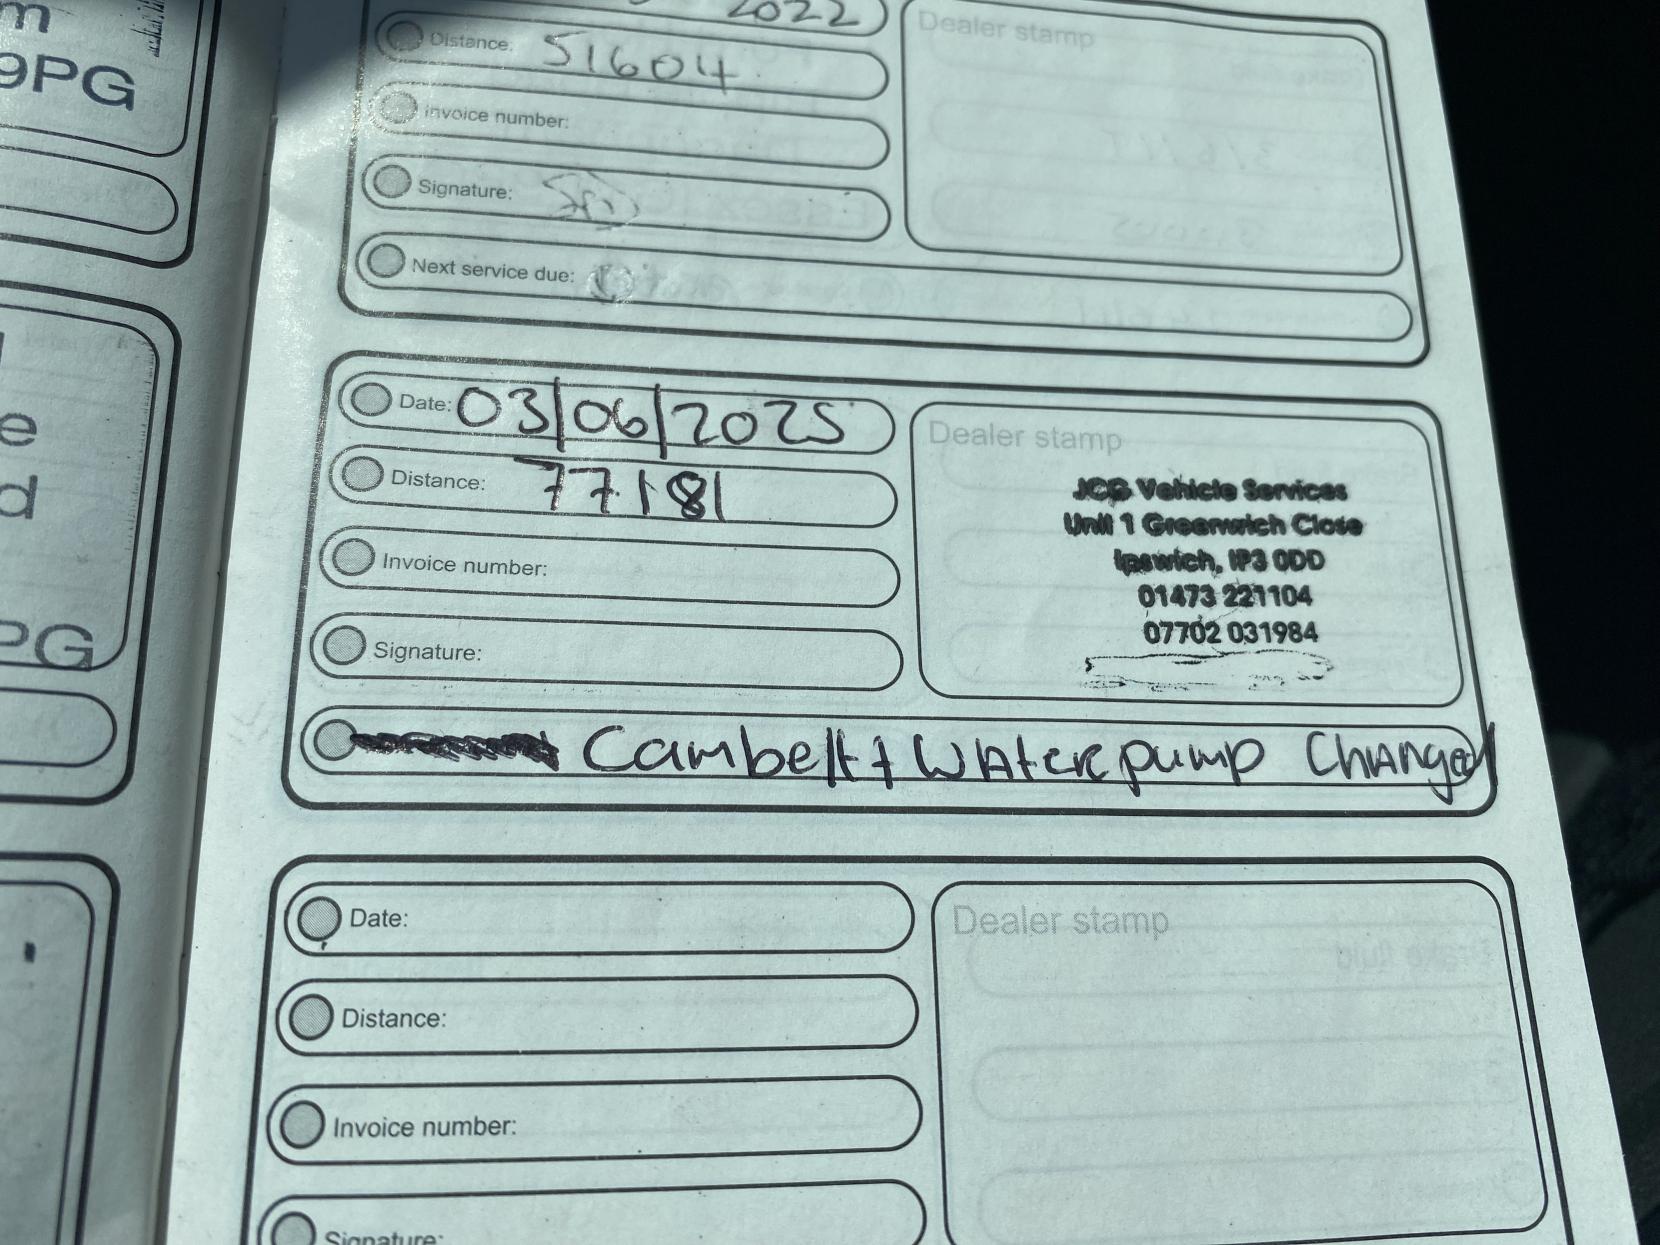 m
9PG
2022
Distance: 51604
Invoice number:
Signature:
Next service due:
Dealer stamp
e
d
PG
Date: 03/06/2025
Distance: 77181
Invoice number:
Signature:
Cambelt + Waterpump Changed
Dealer stamp
JCG Vehicle Services
Unit 1 Greenwich Close
Ipswich, IP3 0DD
01473 221104
07702 031984
Date:
Distance:
Invoice number:
Signature:
Dealer stamp